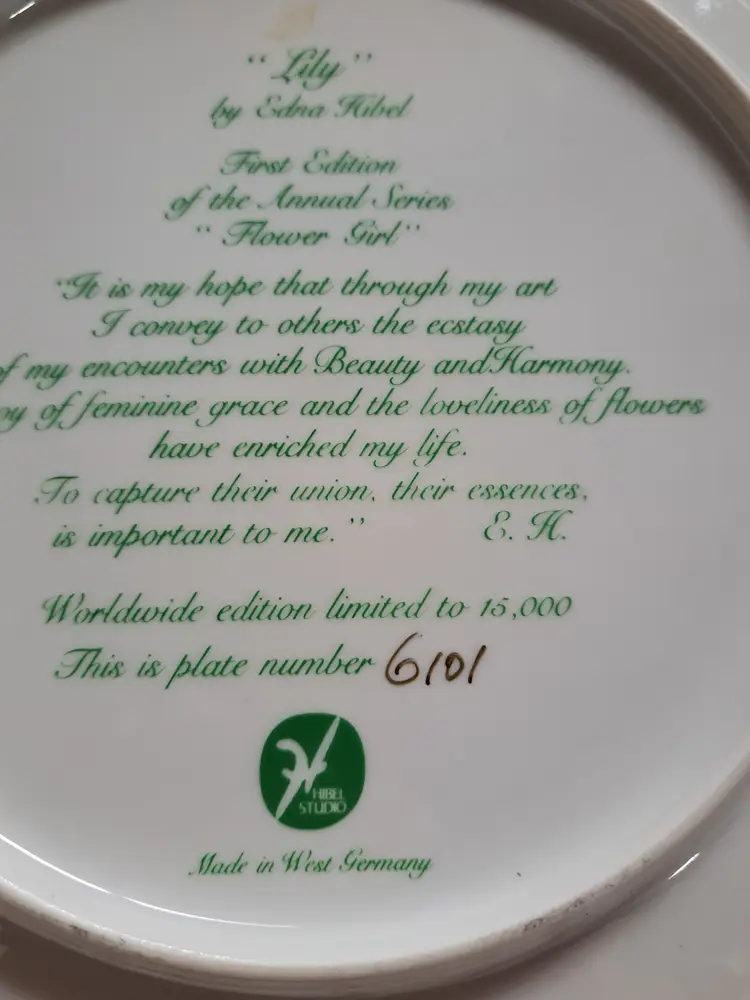 "Lily"
by Edna Hibel
First Edition
of the Annual Series
"Flower Girl"
"It is my hope that through my art
I convey to others the ecstasy
of my encounters with Beauty and Harmony.
of feminine grace and the loveliness of flowers
have enriched my life.
To capture their union, their essences,
is important to me." E. H.
Worldwide edition limited to 15,000
This is plate number 6101
HIBEL
STUDIO
Made in West Germany